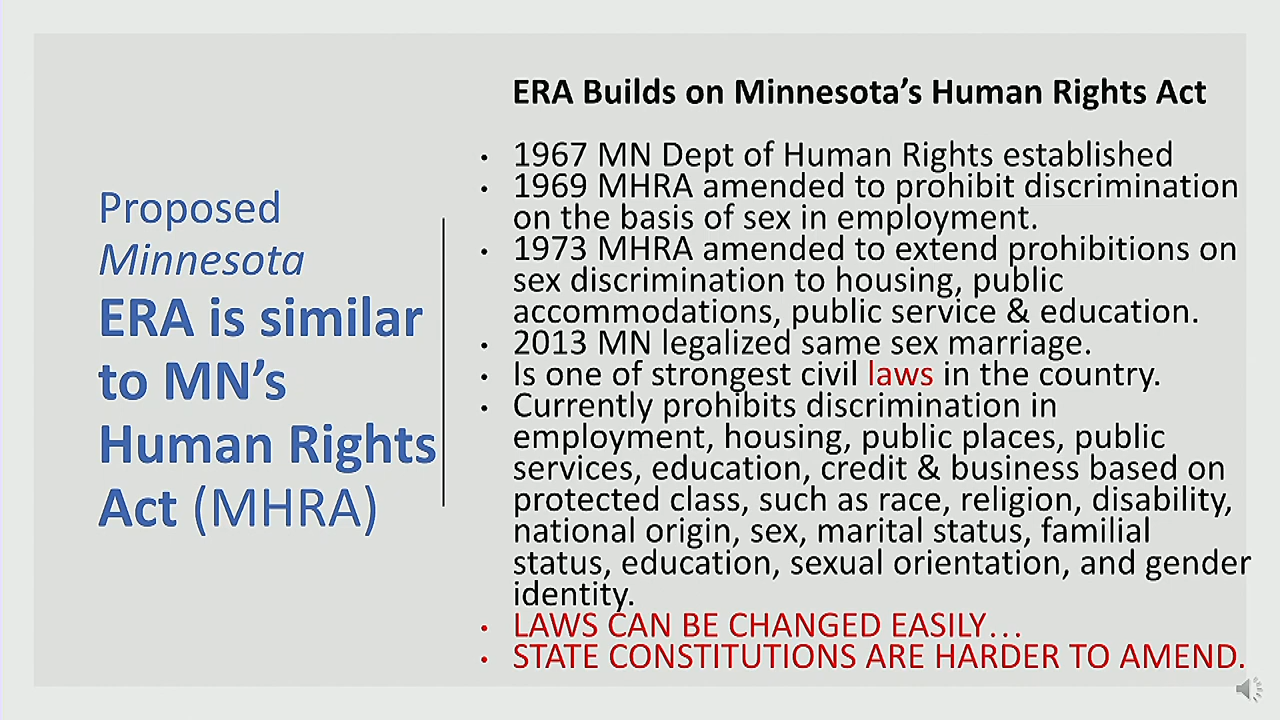 Proposed
Minnesota
ERA is similar
to MN’s
Human Rights
Act (MHRA)
ERA Builds on Minnesota’s Human Rights Act
• 1967 MN Dept of Human Rights established
• 1969 MHRA amended to prohibit discrimination
on the basis of sex in employment.
• 1973 MHRA amended to extend prohibitions on
sex discrimination to housing, public
accommodations, public service & education.
• 2013 MN legalized same sex marriage.
• Is one of strongest civil laws in the country.
• Currently prohibits discrimination in
employment, housing, public places, public
services, education, credit & business based on
protected class, such as race, religion, disability,
national origin, sex, marital status, familial
status, education, sexual orientation, and gender
identity.
• LAWS CAN BE CHANGED EASILY…
• STATE CONSTITUTIONS ARE HARDER TO AMEND.